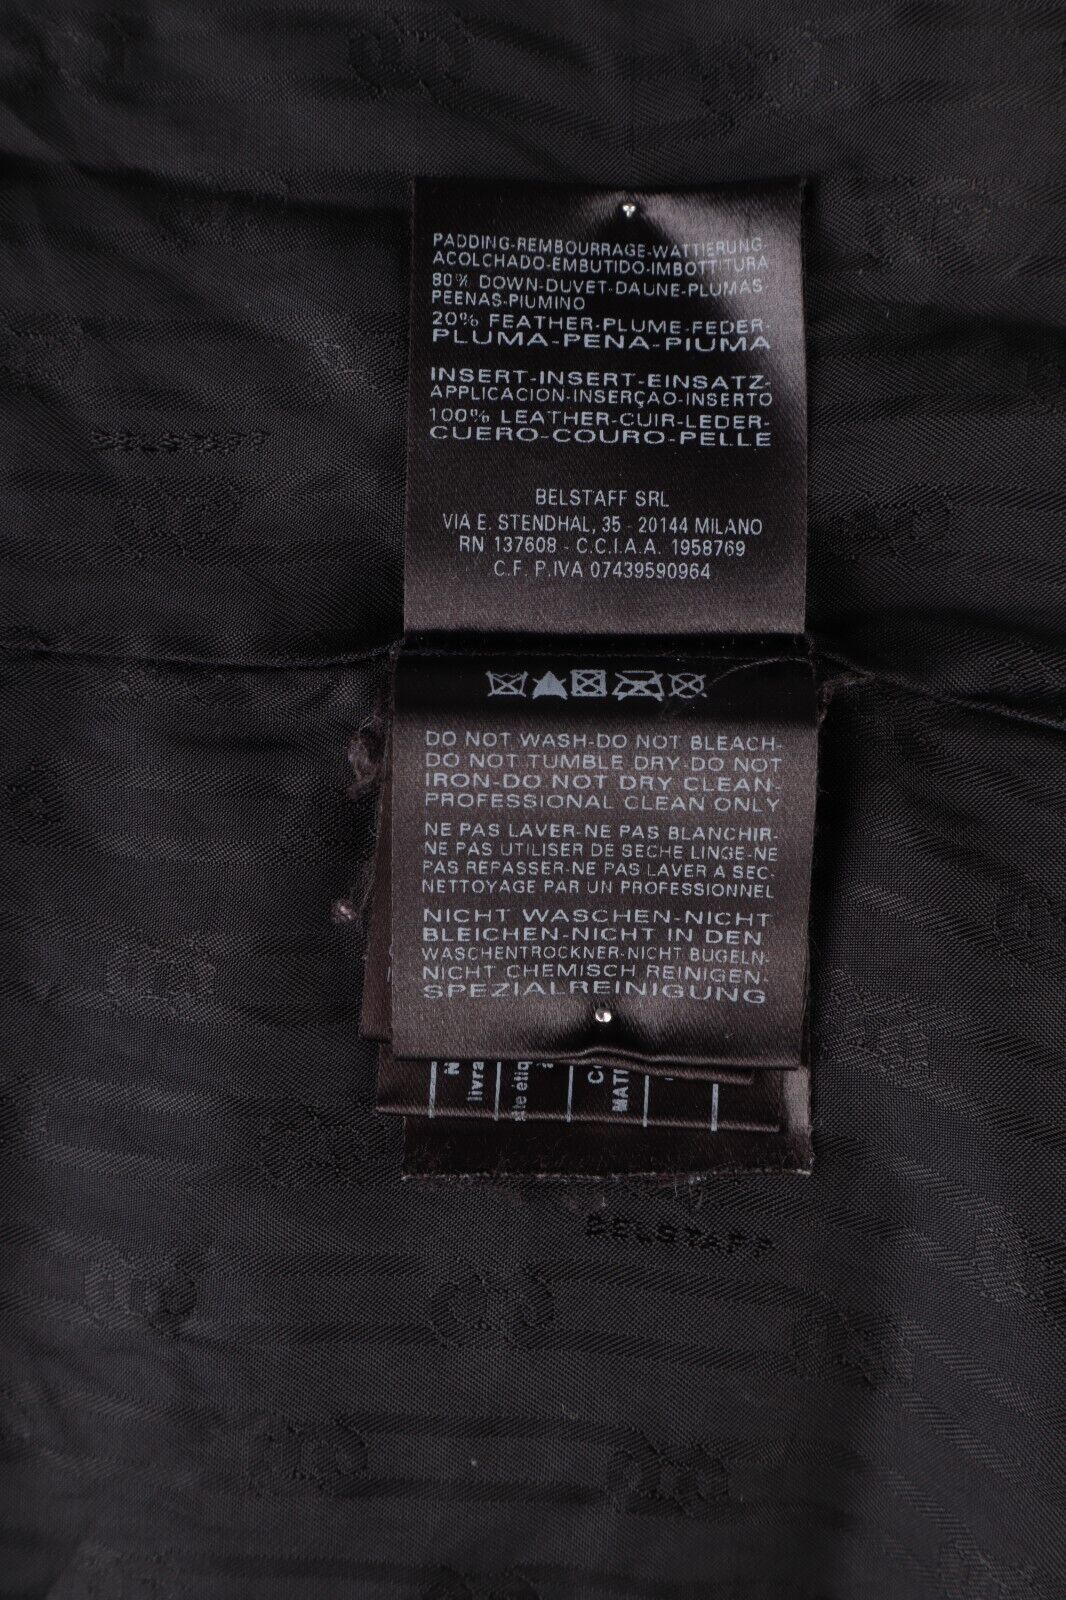 PADDING-REMBOURRAGE-WATTIERUNG-
ACOLCHADO-EMBUTIDO-IMBOTTITURA
80% DOWN-DUVET-DAUNE-PLUMAS
PEENAS-PIUMINO
20% FEATHER-PLUME-FEDER-
PLUMA-PENA-PIUMA
INSERT-INSERT-EINSATZ-
APPLICACION-INSERÇAO-INSERTO
100% LEATHER-CUIR-LEDER-
CUERO-COURO-PELLE
BELSTAFF
BELSTAFF SRL
VIA E. STENDHAL, 35 - 20144 MILANO
RN 137608 - C.C.I.A.A. 1958769
C.F. P.IVA 07439590964
DO NOT WASH-DO NOT BLEACH-
DO NOT TUMBLE DRY-DO NOT
IRON-DO NOT DRY CLEAN-
PROFESSIONAL CLEAN ONLY
NE PAS LAVER-NE PAS BLANCHIR-
NE PAS UTILISER DE SECHE LINGE-NE
PAS REPASSER-NE PAS LAVER A SEC-
NETTOYAGE PAR UN PROFESSIONNEL
NICHT WASCHEN-NICHT
BLEICHEN-NICHT IN DEN
WASCHENTROCKNER-NICHT BUGELN-
NICHT CHEMISCH REINIGEN-
SPEZIALREINIGUNG
BELSTAFF